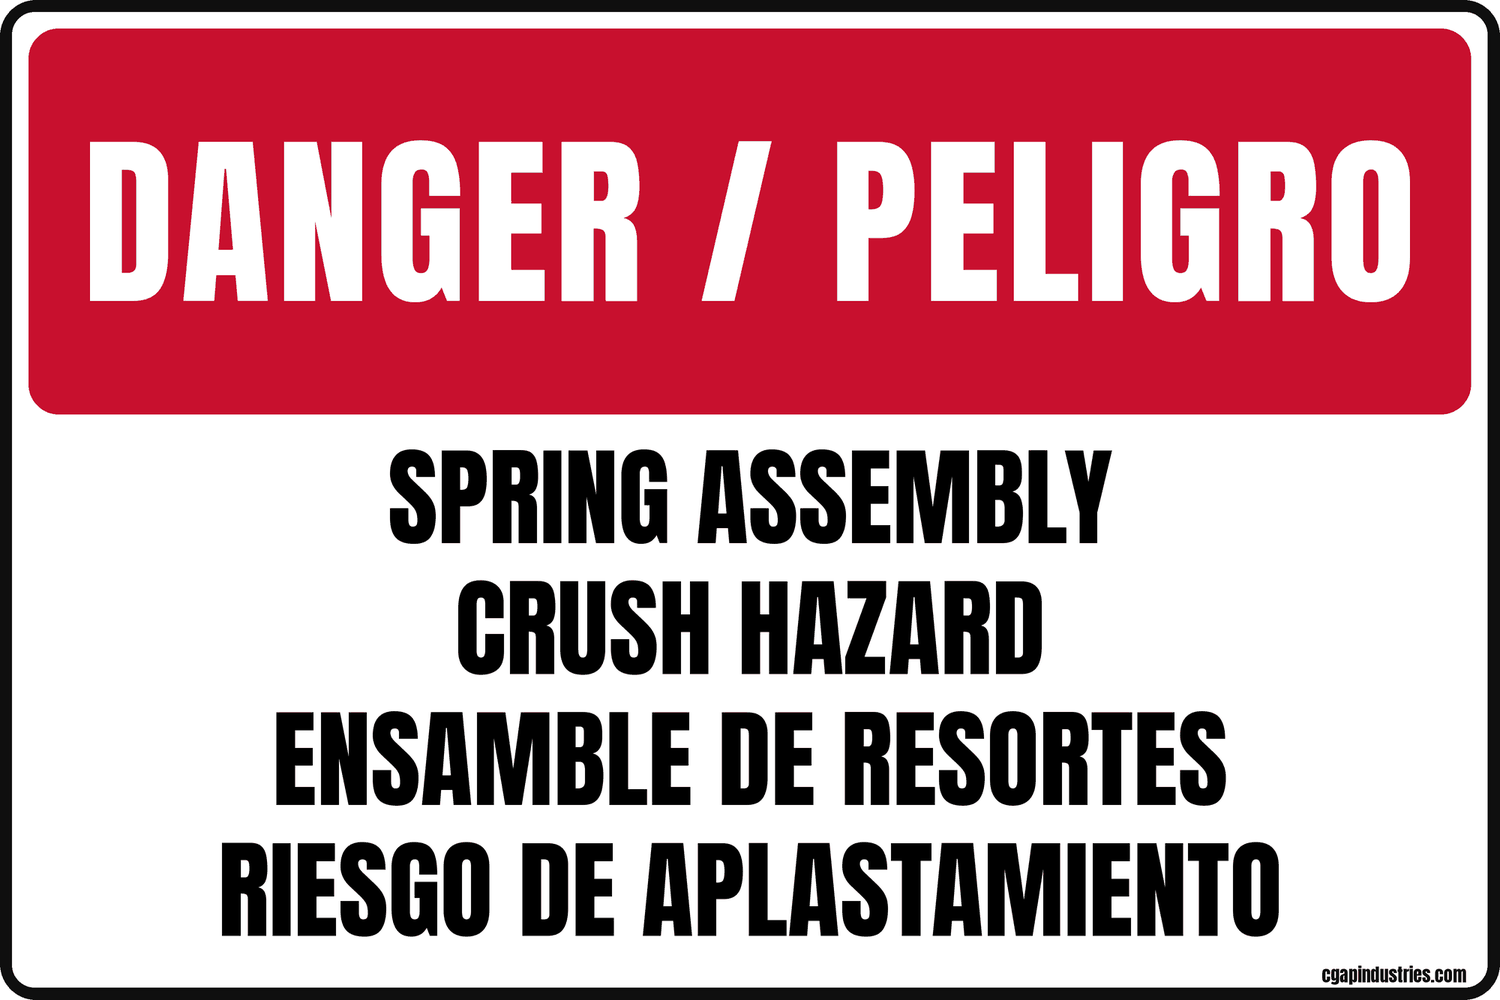 DANGER / PELIGRO
SPRING ASSEMBLY
CRUSH HAZARD
ENSAMBLE DE RESORTES
RIESGO DE APLASTAMIENTO
cgapindustries.com